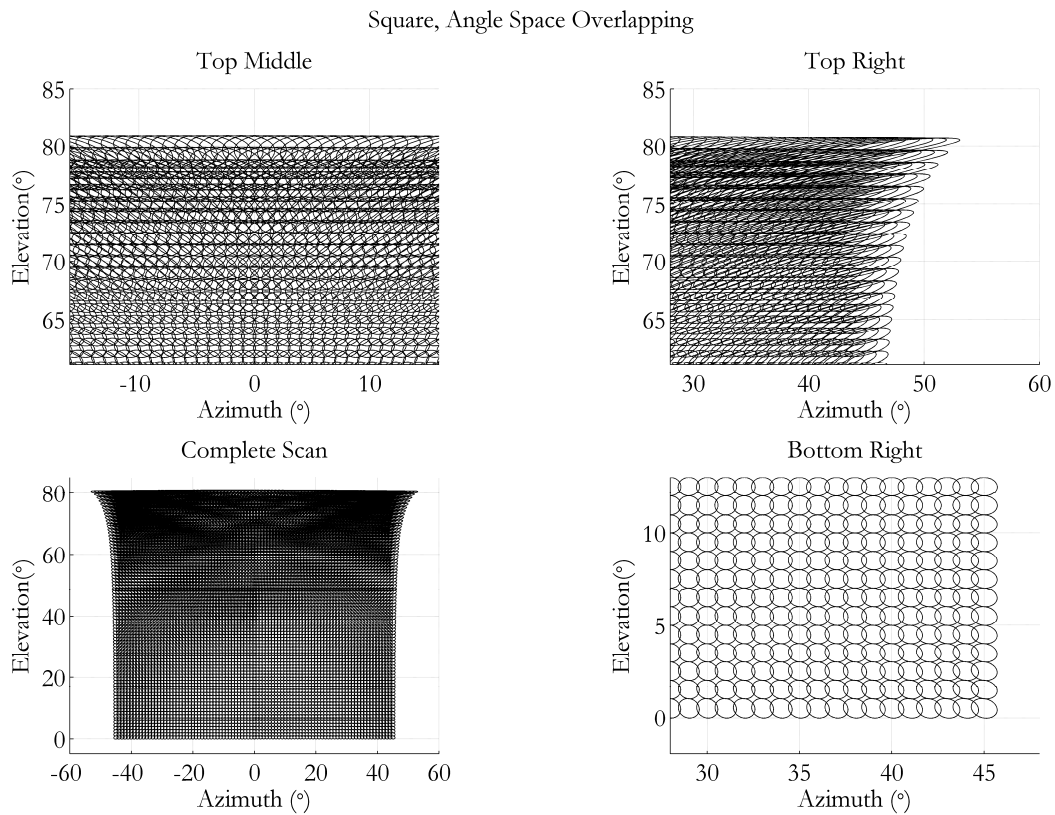 Square, Angle Space Overlapping
Top Middle
85
80
75
70
65
Elevation(°)
-10 0 10
Azimuth (°)
Top Right
85
80
75
70
65
Elevation(°)
30 40 50 60
Azimuth (°)
Complete Scan
80
60
40
20
0
Elevation(°)
-60 -40 -20 0 20 40 60
Azimuth (°)
Bottom Right
10
5
0
Elevation(°)
30 35 40 45
Azimuth (°)